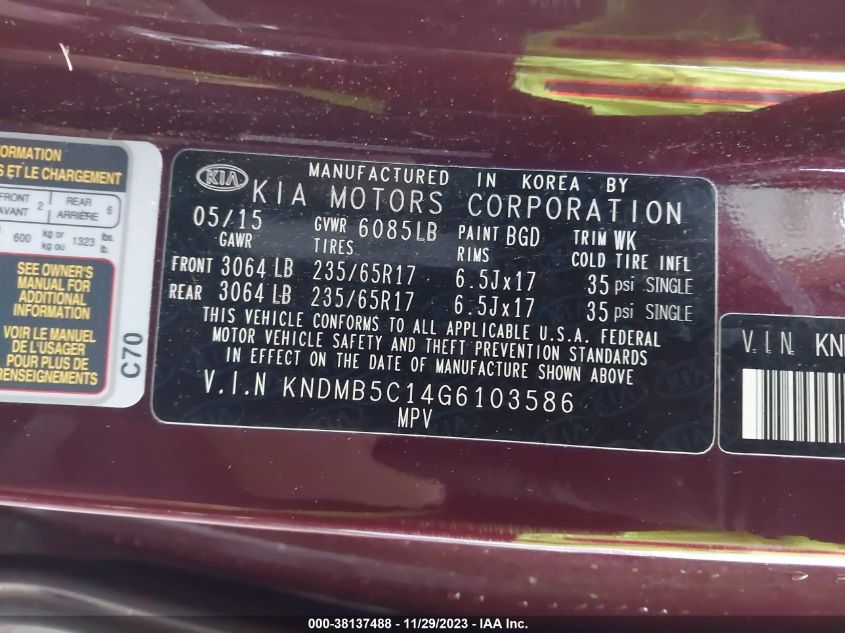 FORMATION
S ET LE CHARGEMENT
FRONT
AVANT 2
REAR
ARRIÈRE 6
600 kg or kg ou 1323 lbs. lb.
SEE OWNER'S
MANUAL FOR
ADDITIONAL
INFORMATION
VOIR LE MANUEL
DE L'USAGER
POUR PLUS DE
RENSEIGNEMENTS
C70
KIA
MANUFACTURED IN KOREA BY
KIA MOTORS CORPORATION
05/15 GVWR 6085LB PAINT BGD TRIM WK
GAWR TIRES RIMS COLD TIRE INFL
FRONT 3064 LB 235/65R17 6.5Jx17 35 psi SINGLE
REAR 3064 LB 235/65R17 6.5Jx17 35 psi SINGLE
THIS VEHICLE CONFORMS TO ALL APPLICABLE U.S.A. FEDERAL
MOTOR VEHICLE SAFETY AND THEFT PREVENTION STANDARDS
IN EFFECT ON THE DATE OF MANUFACTURE SHOWN ABOVE
V.I.N KNDMB5C14G6103586
MPV
V.I.N. KN
000-38137488 - 11/29/2023 - IAA Inc.